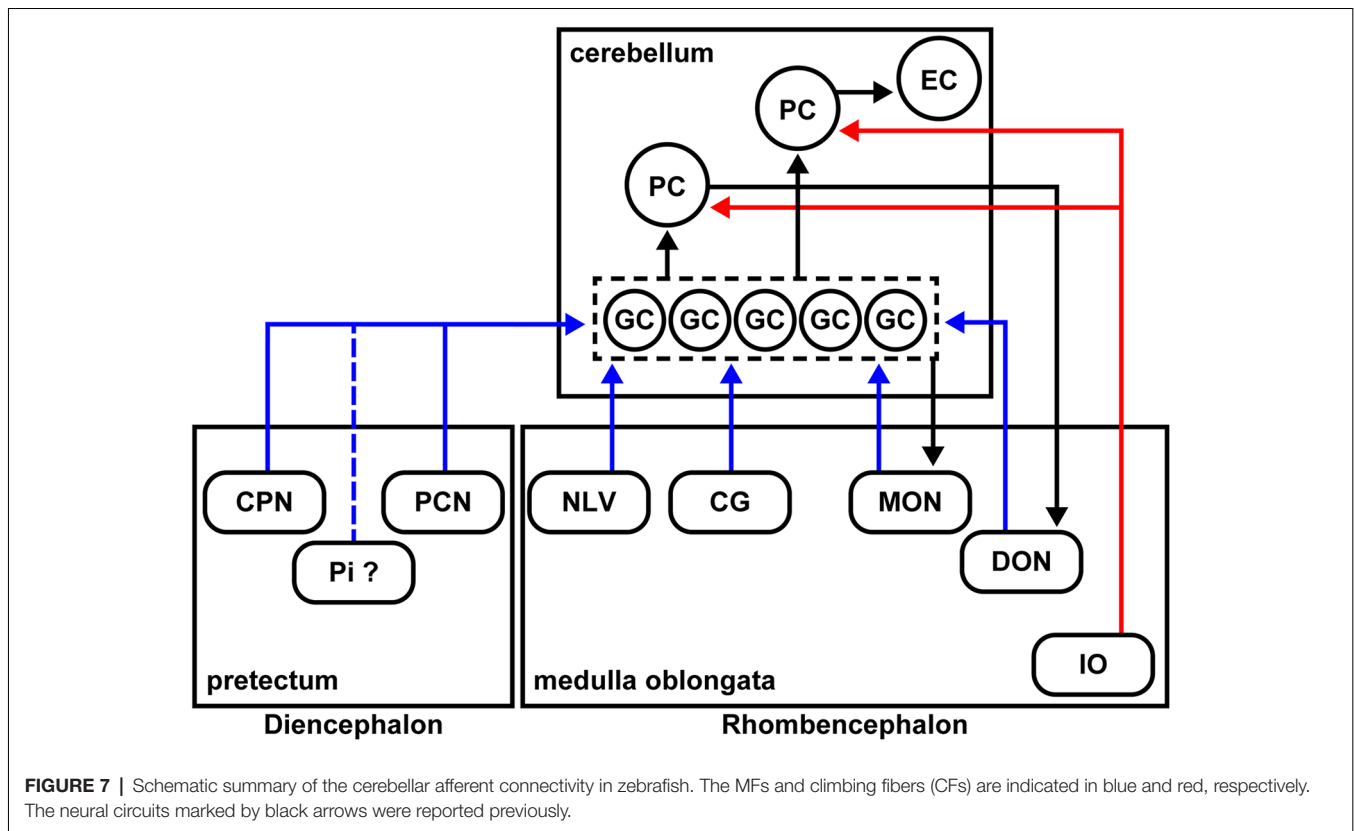 cerebellum
EC
PC
PC
GC GC GC GC GC
CPN PCN NLV CG MON
Pi ?
DON
IO
pretectum
medulla oblongata
Diencephalon
Rhombencephalon
FIGURE 7 | Schematic summary of the cerebellar afferent connectivity in zebrafish. The MFs and climbing fibers (CFs) are indicated in blue and red, respectively.
The neural circuits marked by black arrows were reported previously.